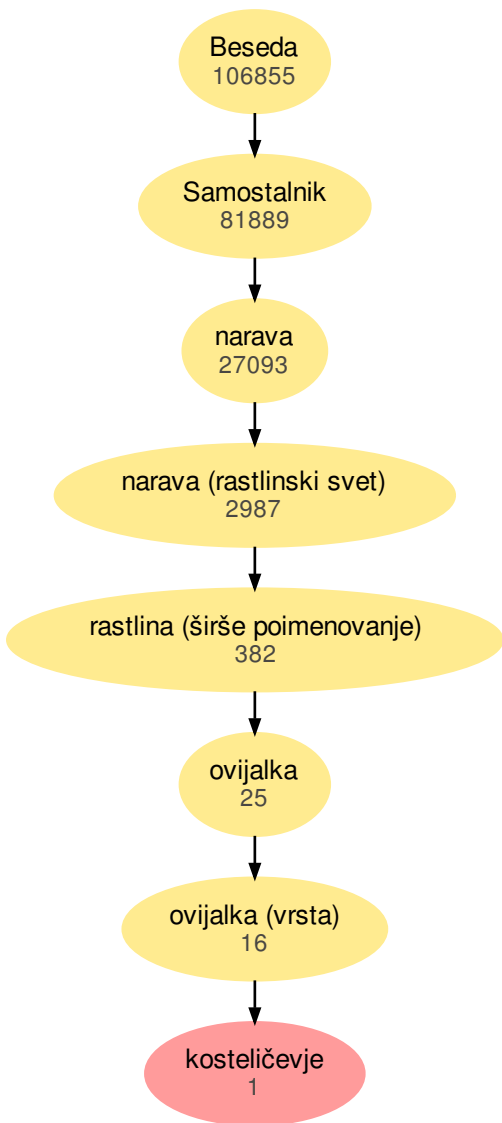 Beseda
106855
Samostalnik
81889
narava
27093
narava (rastlinski svet)
2987
rastlina (širše poimenovanje)
382
ovijalka
25
ovijalka (vrsta)
16
kosteličevje
1